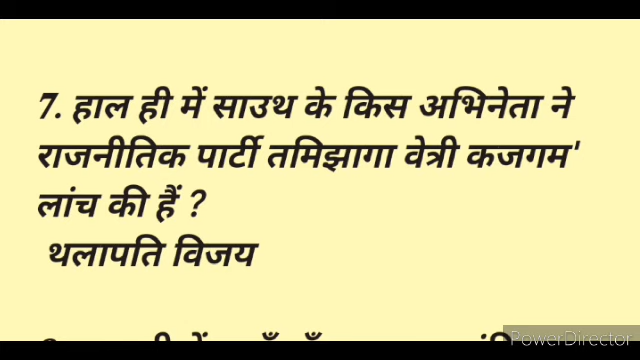 7. हाल ही में साउथ के किस अभिनेता ने
राजनीतिक पार्टी तमिझागा वेत्री कजगम'
लांच की हैं ?
थलापति विजय
PowerDirector